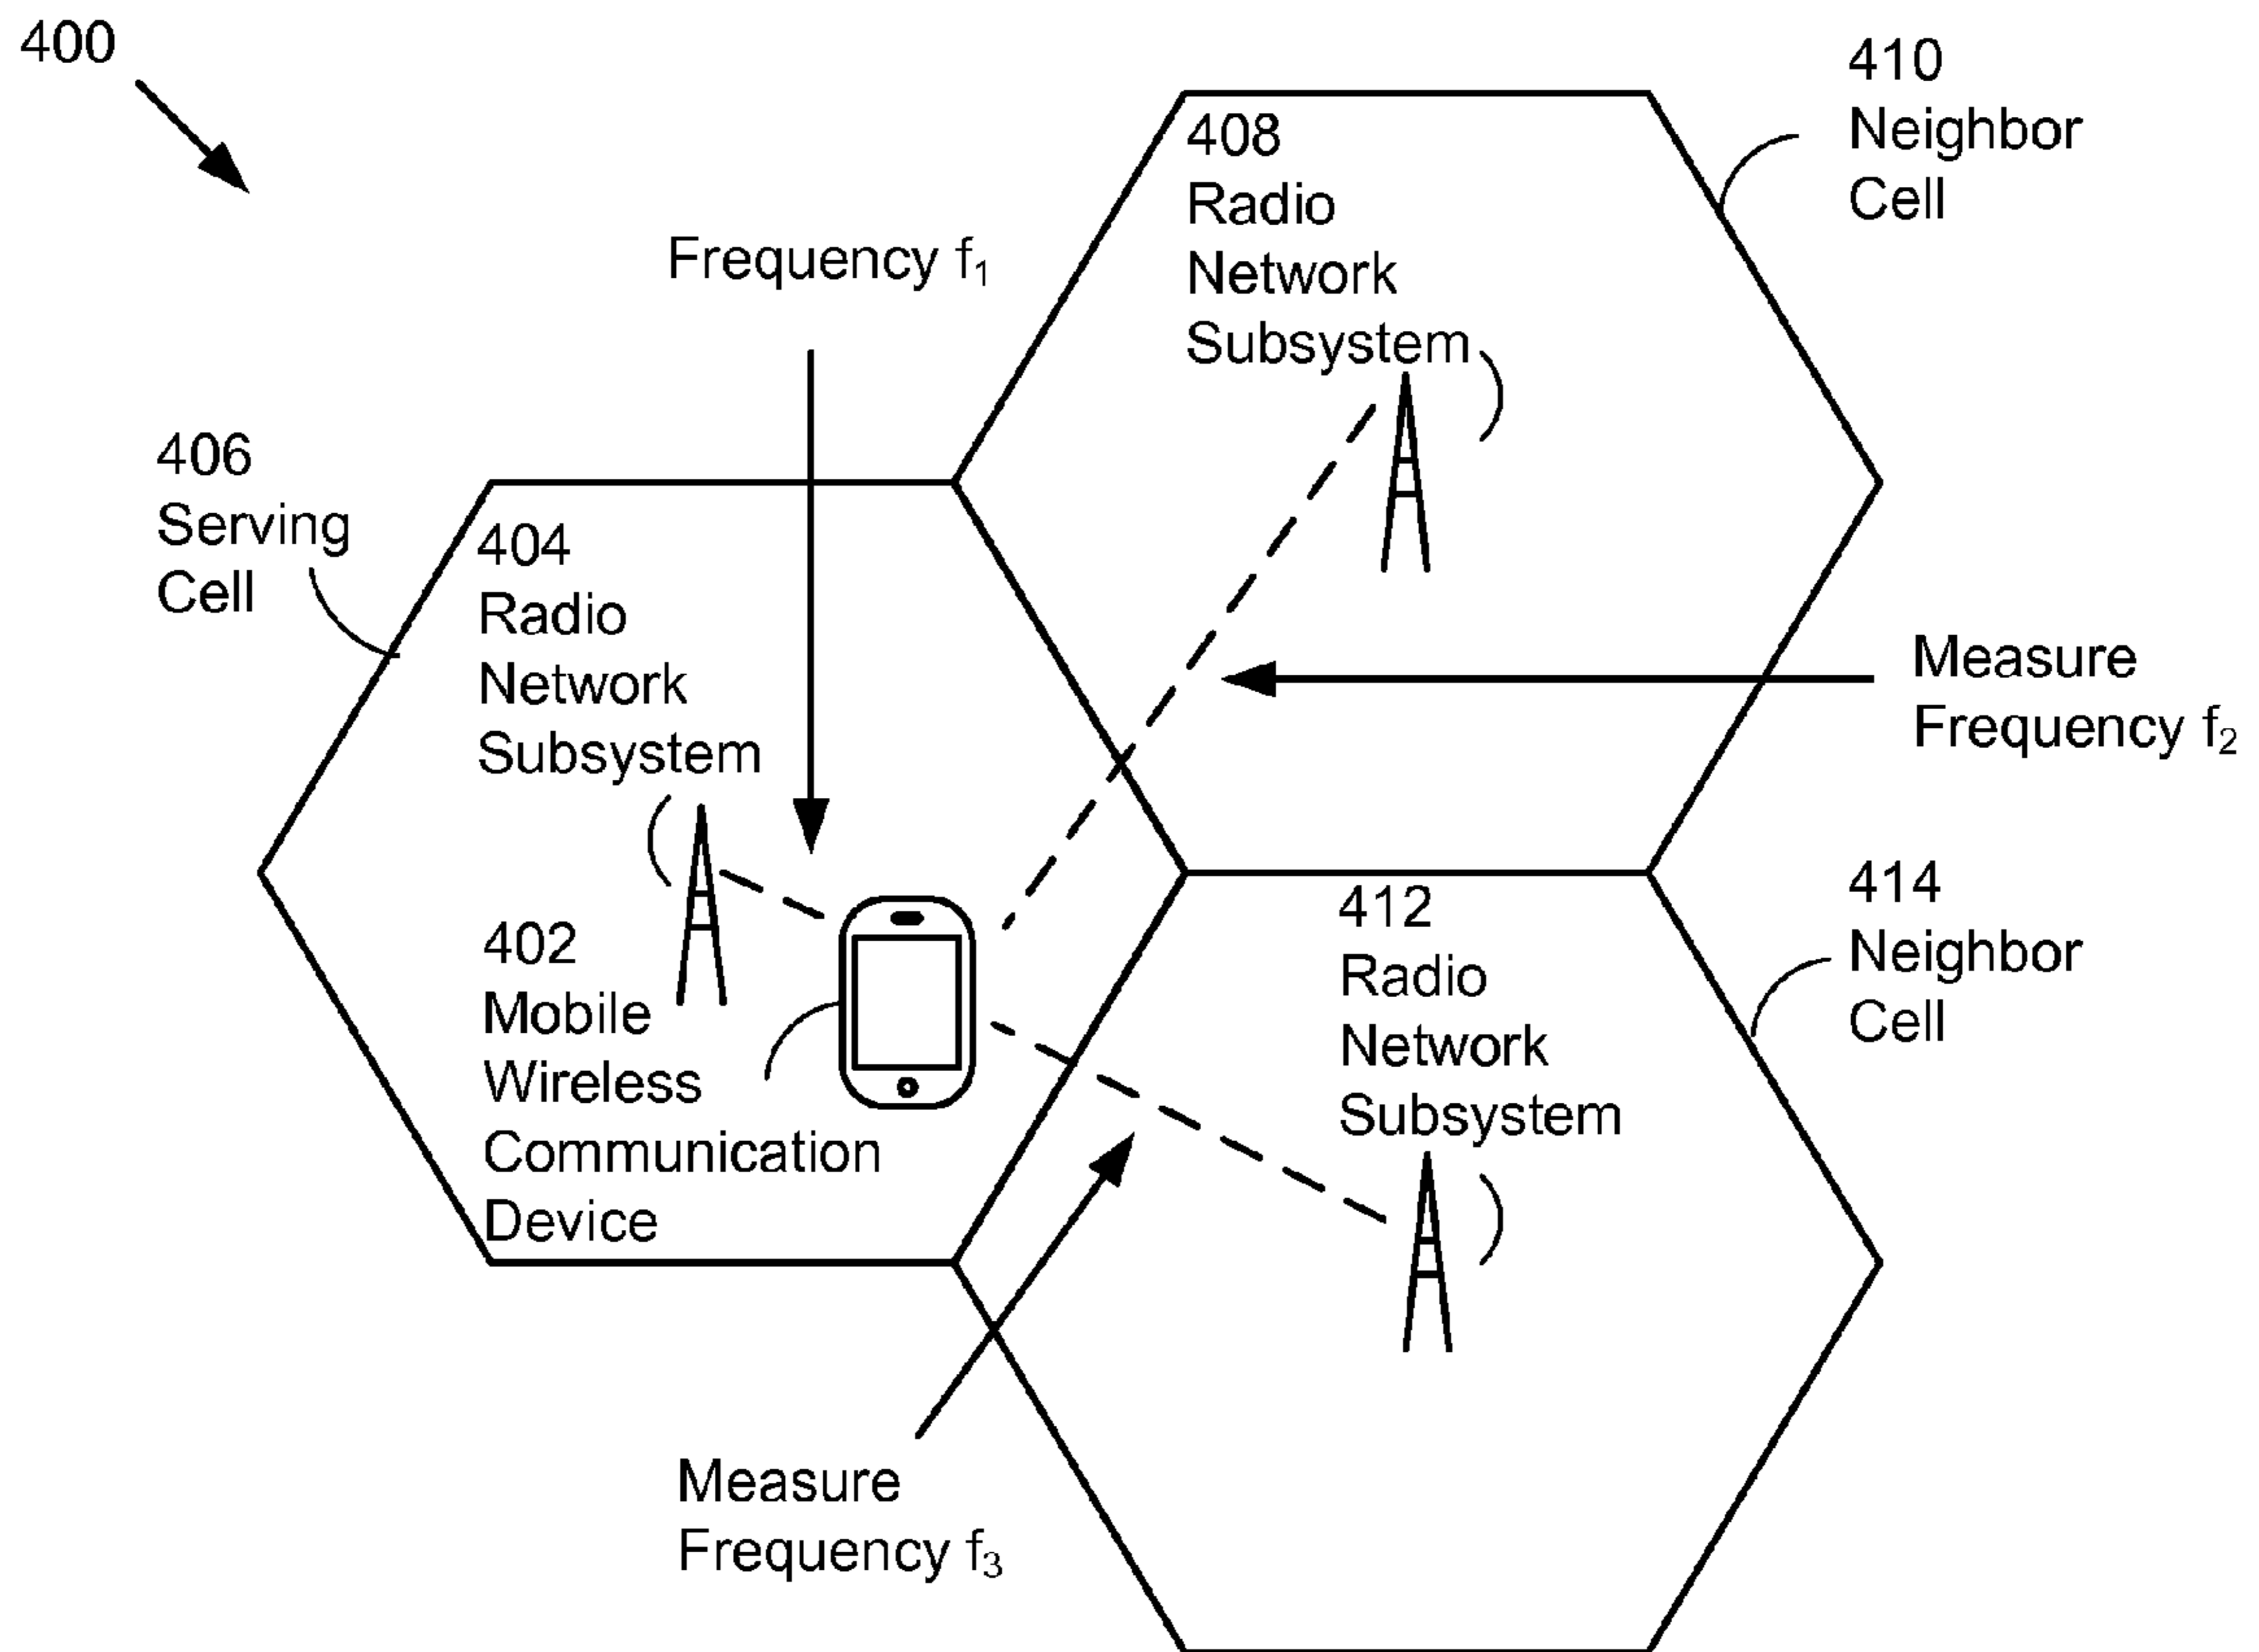 400
410
Neighbor
Cell
408
Radio
Network
Subsystem
Frequency f₁
406
Serving
Cell
404
Radio
Network
Subsystem
Measure
Frequency f₂
402
Mobile
Wireless
Communication
Device
412
Radio
Network
Subsystem
414
Neighbor
Cell
Measure
Frequency f₃